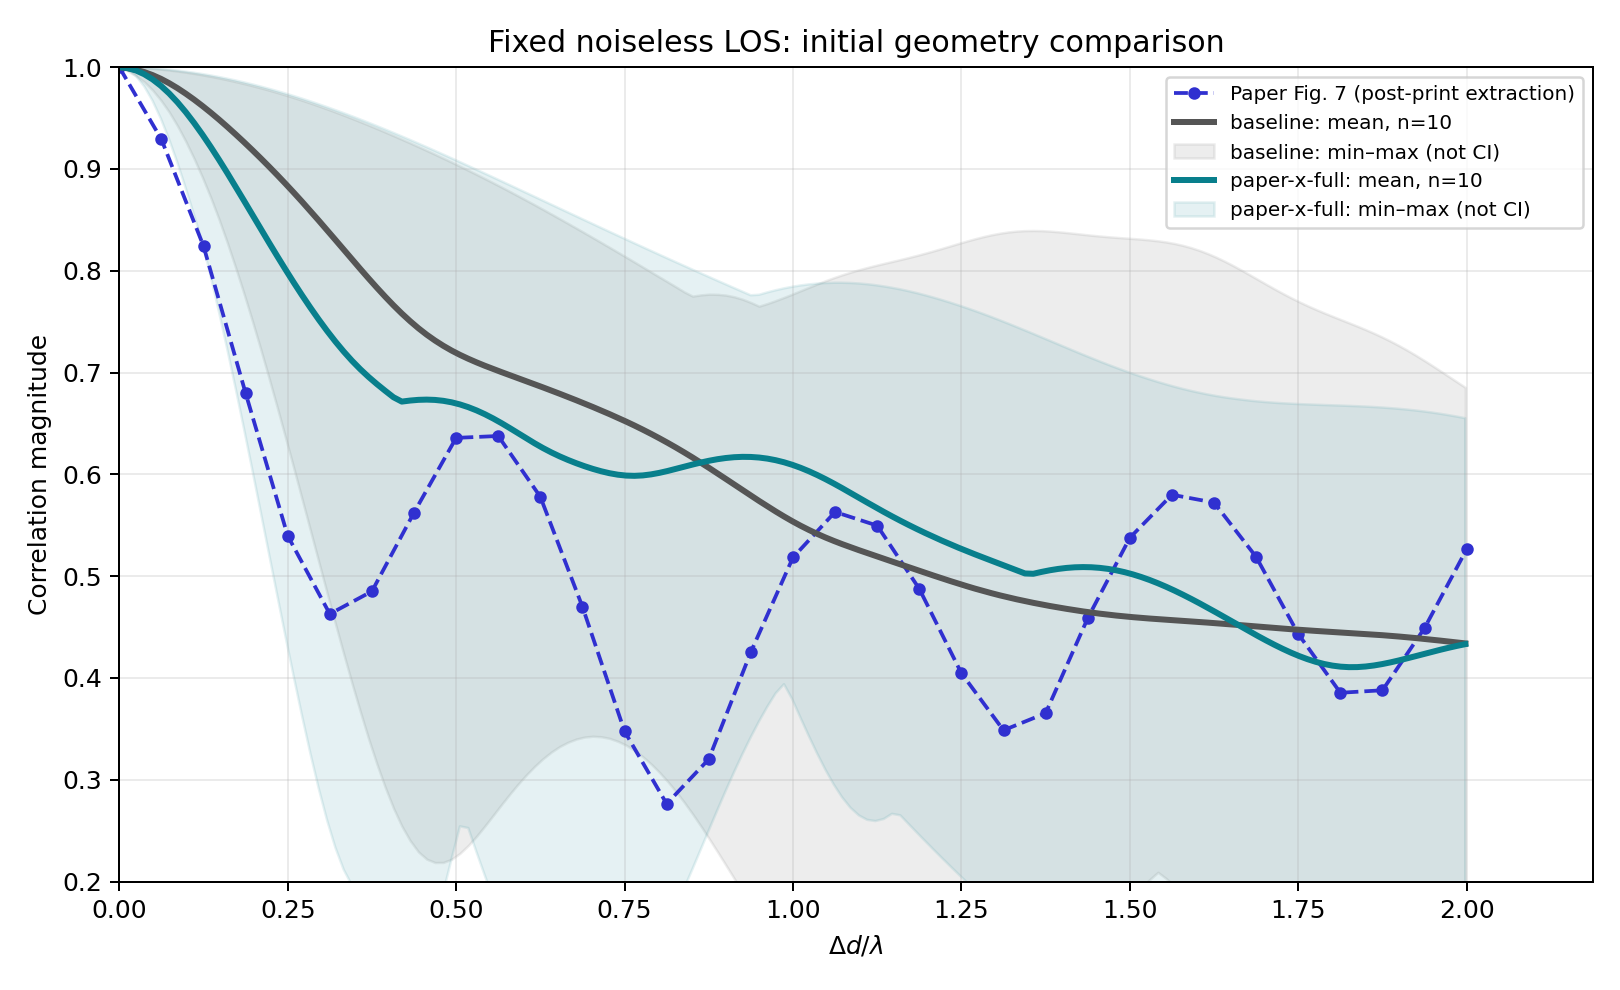 Fixed noiseless LOS: initial geometry comparison
1.0
0.9
0.8
0.7
0.6
0.5
0.4
0.3
0.2
Correlation magnitude
Paper Fig. 7 (post-print extraction)
baseline: mean, n=10
baseline: min–max (not CI)
paper-x-full: mean, n=10
paper-x-full: min–max (not CI)
0.00 0.25 0.50 0.75 1.00 1.25 1.50 1.75 2.00
Δd/λ